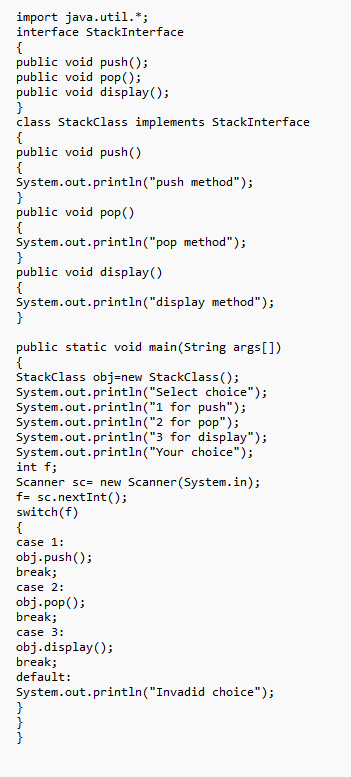 import java.util.*;
interface StackInterface
{
public void push();
public void pop();
public void display();
}
class StackClass implements StackInterface
{
public void push()
{
System.out.println("push method");
}
public void pop()
{
System.out.println("pop method");
}
public void display()
{
System.out.println("display method");
}

public static void main(String args[])
{
StackClass obj=new StackClass();
System.out.println("Select choice");
System.out.println("1 for push");
System.out.println("2 for pop");
System.out.println("3 for display");
System.out.println("Your choice");
int f;
Scanner sc= new Scanner(System.in);
f= sc.nextInt();
switch(f)
{
case 1:
obj.push();
break;
case 2:
obj.pop();
break;
case 3:
obj.display();
break;
default:
System.out.println("Invadid choice");
}
}
}